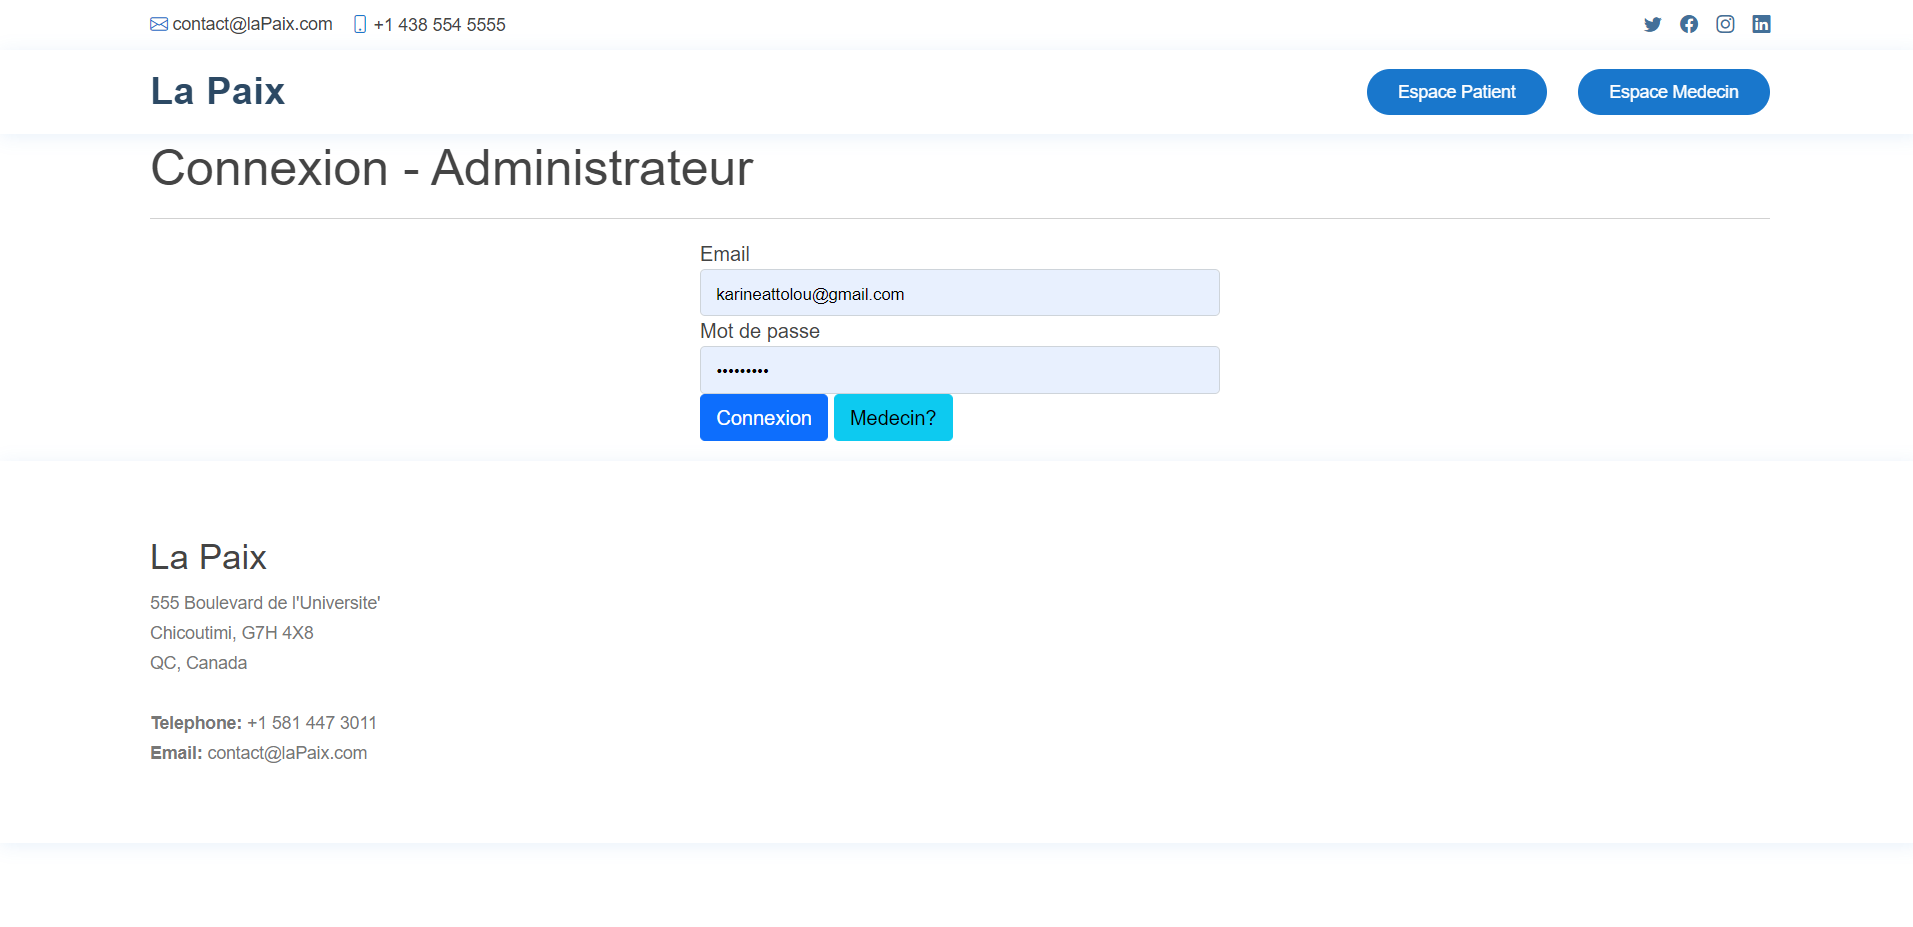 contact@laPaix.com +1 438 554 5555
La Paix Espace Patient Espace Medecin
Connexion - Administrateur
Email
karineattolou@gmail.com
Mot de passe
•••••••••
Connexion Medecin?
La Paix
555 Boulevard de l'Universite'
Chicoutimi, G7H 4X8
QC, Canada
Telephone: +1 581 447 3011
Email: contact@laPaix.com